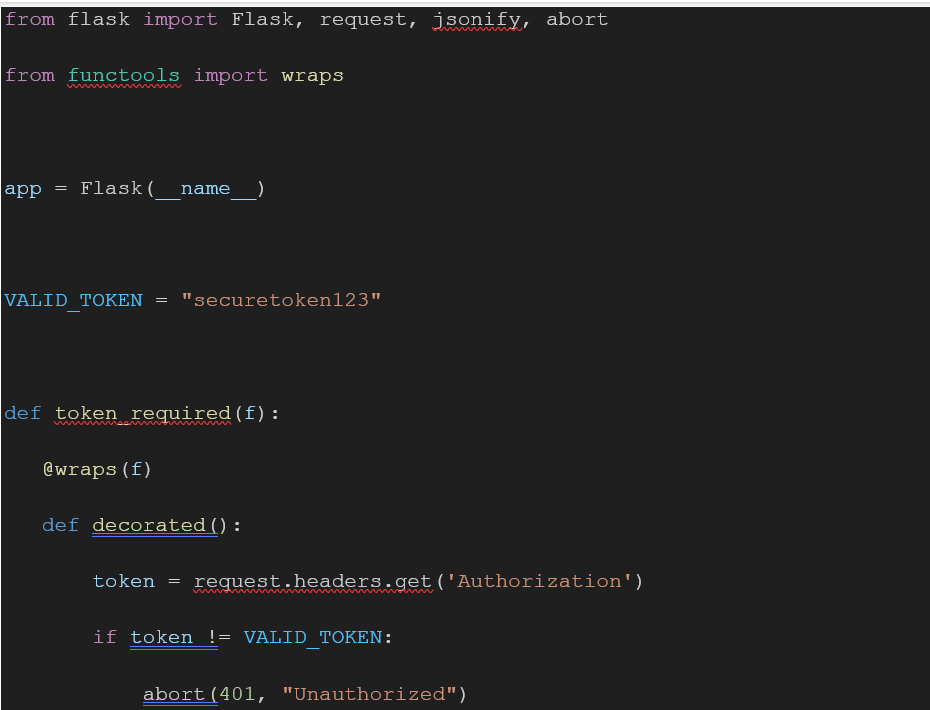 from flask import Flask, request, jsonify, abort
from functools import wraps
app = Flask(__name__)
VALID_TOKEN = "securetoken123"
def token_required(f):
@wraps(f)
def decorated():
token = request.headers.get('Authorization')
if token != VALID_TOKEN:
abort(401, "Unauthorized")